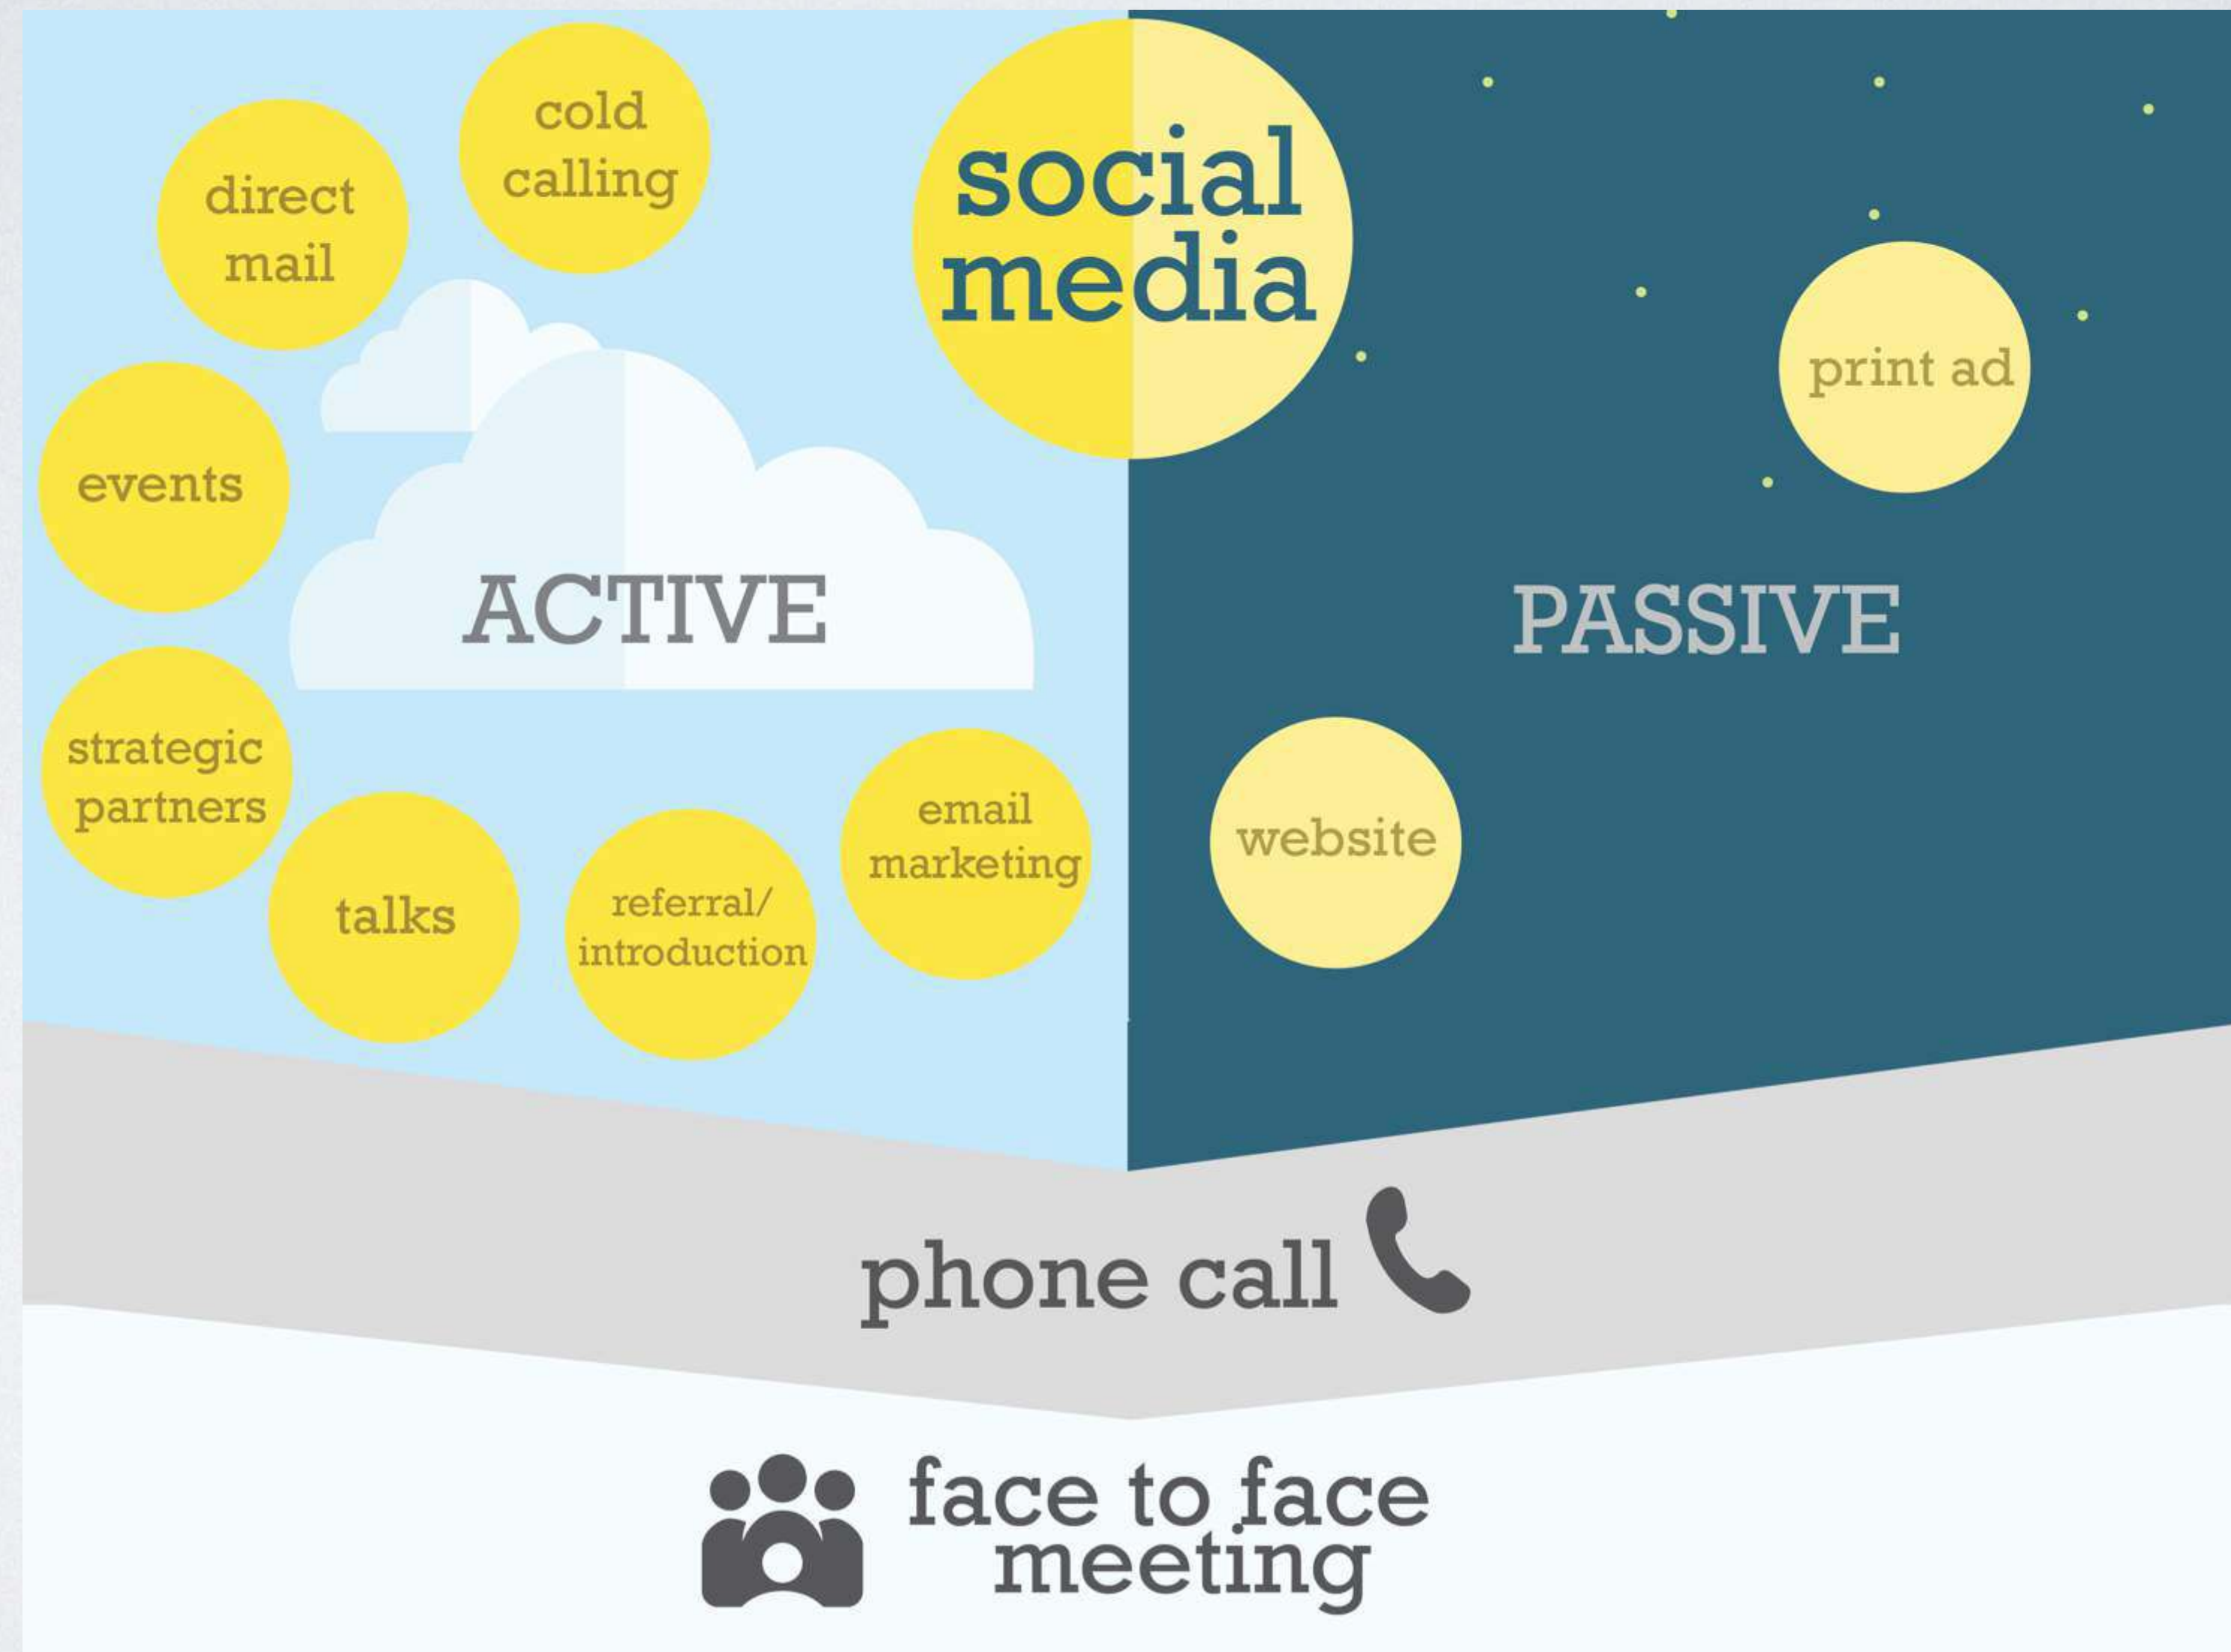 cold
calling
direct
mail
social
media
print ad
events
ACTIVE
PASSIVE
strategic
partners
talks
referral/
introduction
email
marketing
website
phone call
face to face
meeting